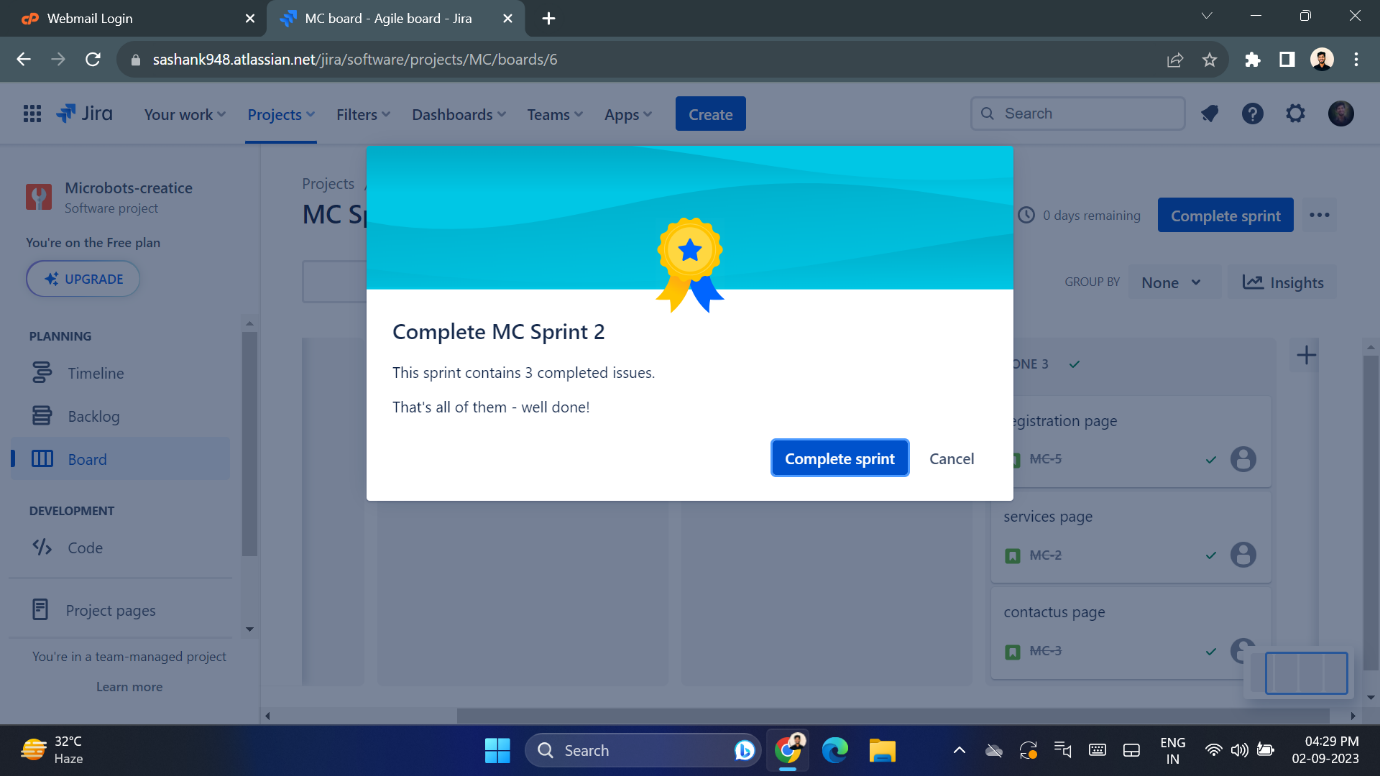 Webmail Login
MC board - Agile board - Jira
sashank948.atlassian.net/jira/software/projects/MC/boards/6
Jira
Your work
Projects
Filters
Dashboards
Teams
Apps
Create
Search
Microbots-creatice
Software project
You're on the Free plan
UPGRADE
PLANNING
Timeline
Backlog
Board
DEVELOPMENT
Code
Project pages
You're in a team-managed project
Learn more
Projects
MC Sp
0 days remaining
Complete sprint
GROUP BY
None
Insights
Complete MC Sprint 2
This sprint contains 3 completed issues.
That's all of them - well done!
Complete sprint
Cancel
ONE 3
egistration page
MC-5
services page
MC-2
contactus page
MC-3
32°C
Haze
Search
ENG
IN
04:29 PM
02-09-2023